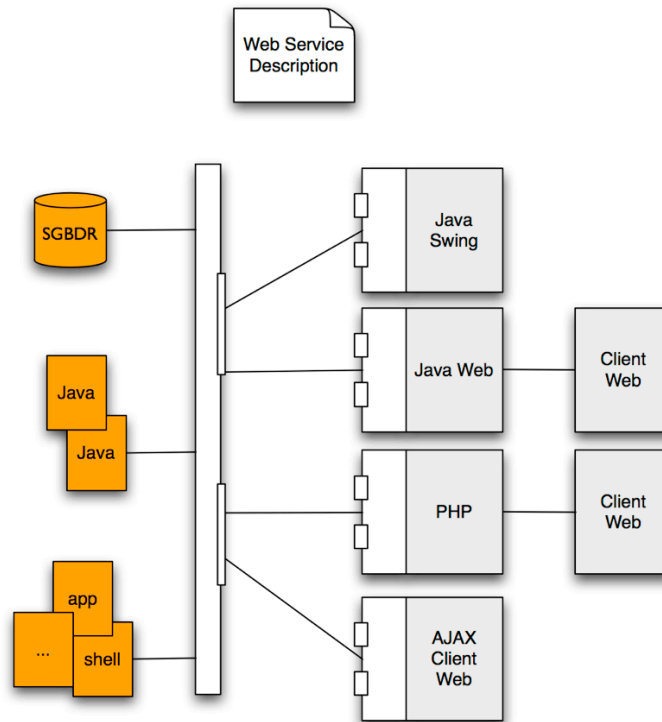 Web Service
Description
SGBDR
Java
Java
app
...
shell
Java
Swing
Java Web
Client
Web
PHP
Client
Web
AJAX
Client
Web